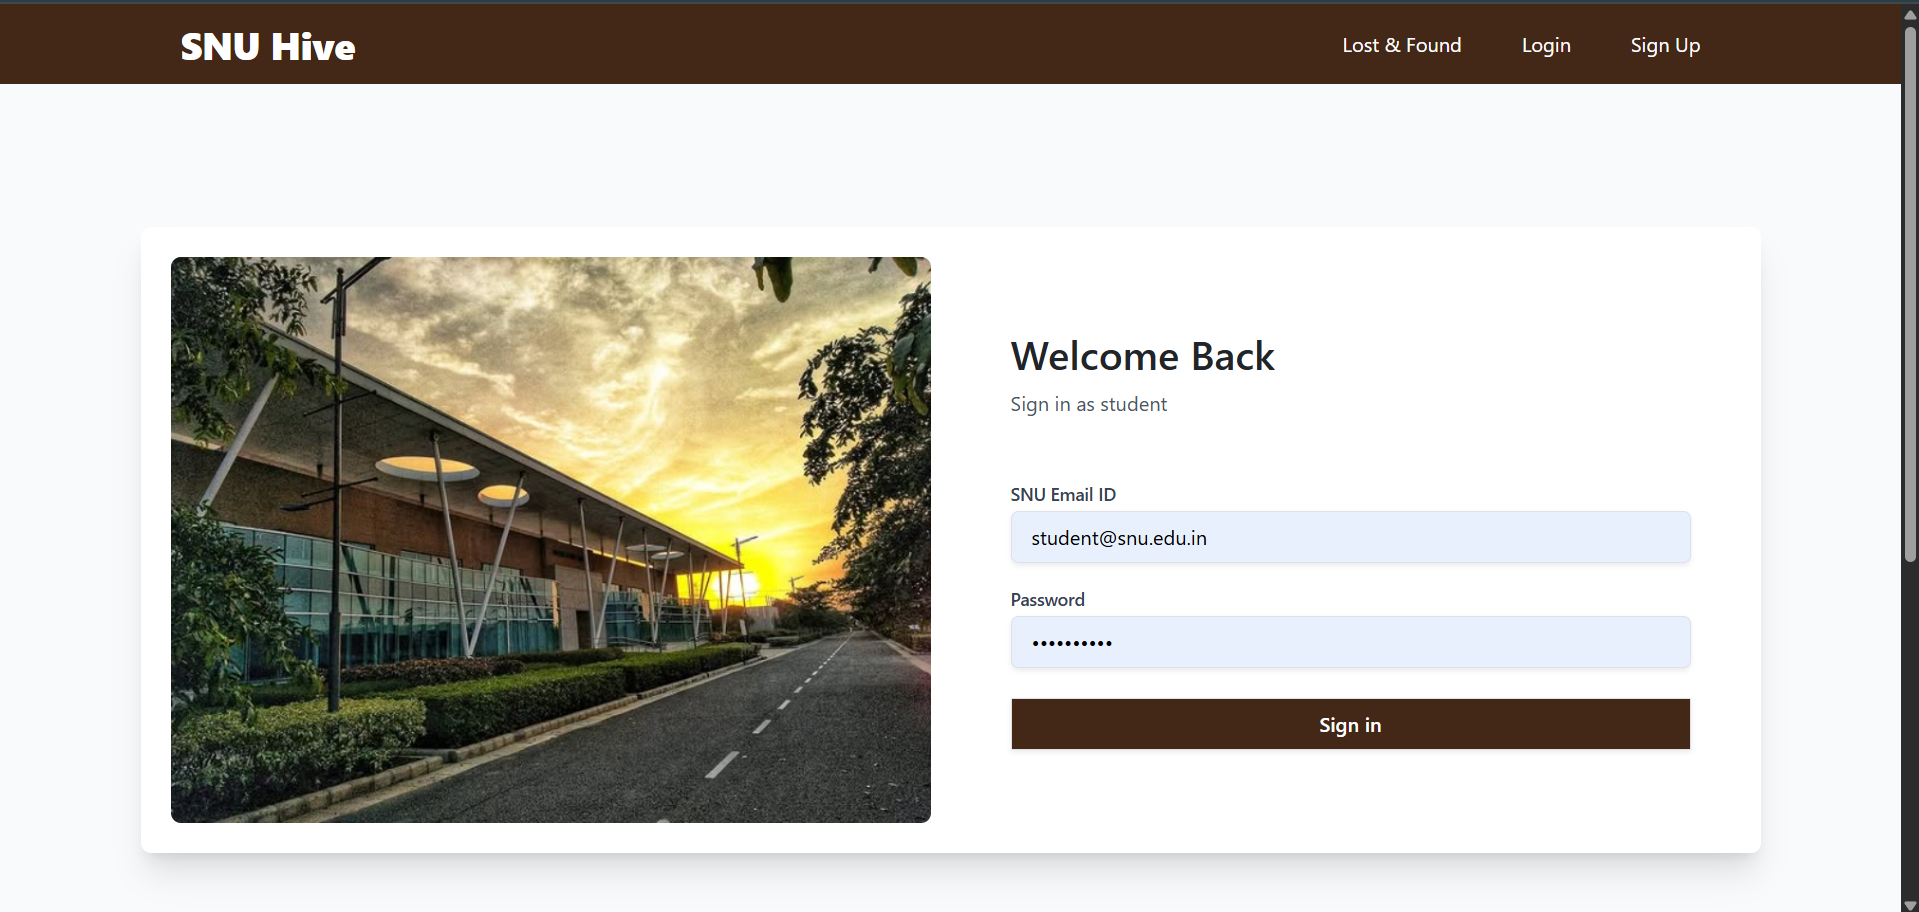 SNU Hive
Lost & Found
Login
Sign Up
Welcome Back
Sign in as student
SNU Email ID
student@snu.edu.in
Password
••••••••••
Sign in